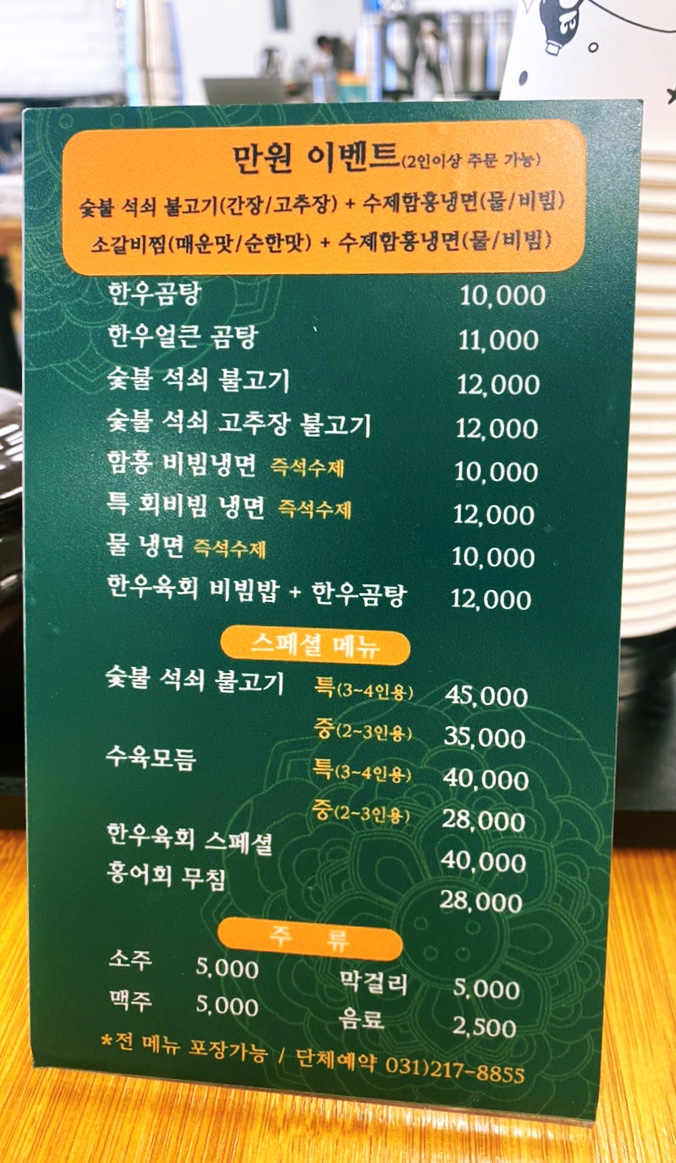 만원 이벤트(2인이상 주문 가능)
숯불 석쇠 불고기(간장/고추장) + 수제함흥냉면(물/비빔)
소갈비찜(매운맛/순한맛) + 수제함흥냉면(물/비빔)
한우곰탕 10,000
한우얼큰 곰탕 11,000
숯불 석쇠 불고기 12,000
숯불 석쇠 고추장 불고기 12,000
함흥 비빔냉면 즉석수제 10,000
특 회비빔 냉면 즉석수제 12,000
물 냉면 즉석수제 10,000
한우육회 비빔밥 + 한우곰탕 12,000
스페셜 메뉴
숯불 석쇠 불고기 특(3~4인용) 45,000
중(2~3인용) 35,000
수육모듬 특(3~4인용) 40,000
중(2~3인용) 28,000
한우육회 스페셜 40,000
홍어회 무침 28,000
주 류
소주 5,000 막걸리 5,000
맥주 5,000 음료 2,500
*전 메뉴 포장가능 / 단체예약 031)217-8855